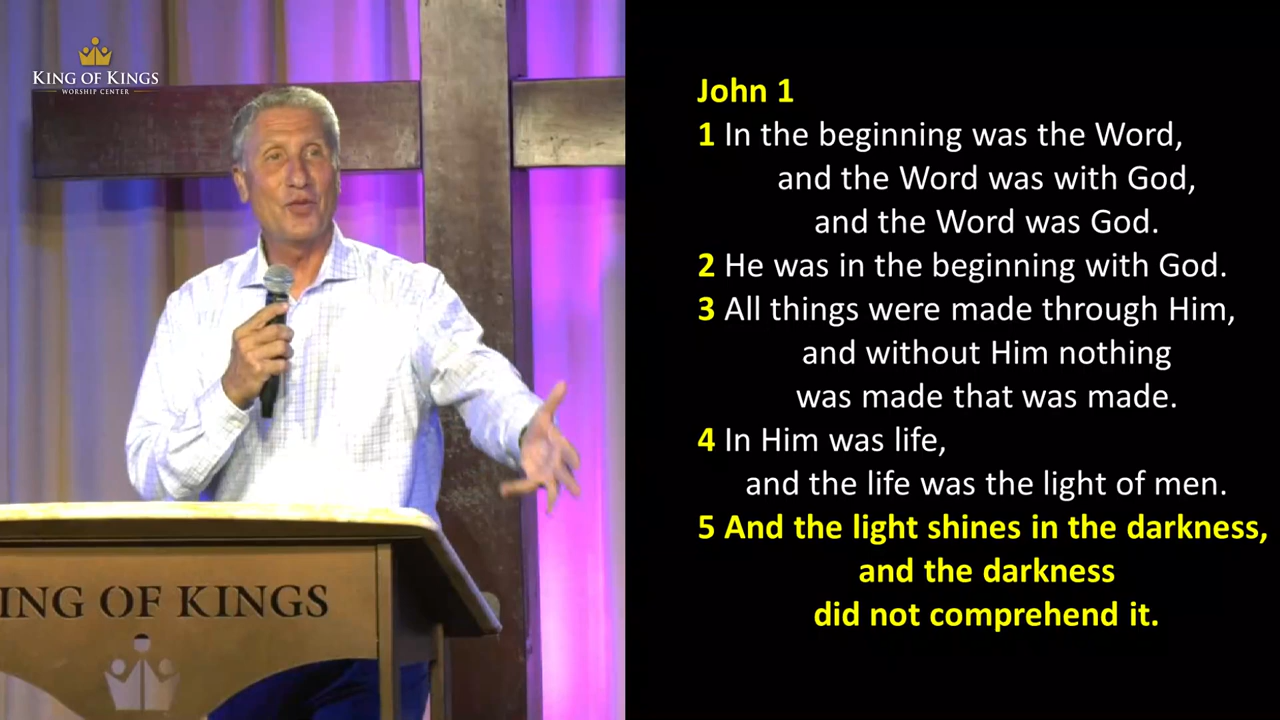 KING OF KINGS
WORSHIP CENTER
ING OF KINGS
John 1
1 In the beginning was the Word,
and the Word was with God,
and the Word was God.
2 He was in the beginning with God.
3 All things were made through Him,
and without Him nothing
was made that was made.
4 In Him was life,
and the life was the light of men.
5 And the light shines in the darkness,
and the darkness
did not comprehend it.